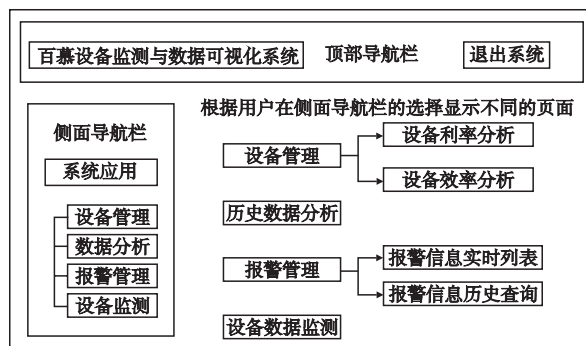 百慕设备监测与数据可视化系统
顶部导航栏
退出系统
侧面导航栏
系统应用
设备管理
数据分析
报警管理
设备监测
根据用户在侧面导航栏的选择显示不同的页面
设备管理
设备利率分析
设备效率分析
历史数据分析
报警管理
报警信息实时列表
报警信息历史查询
设备数据监测